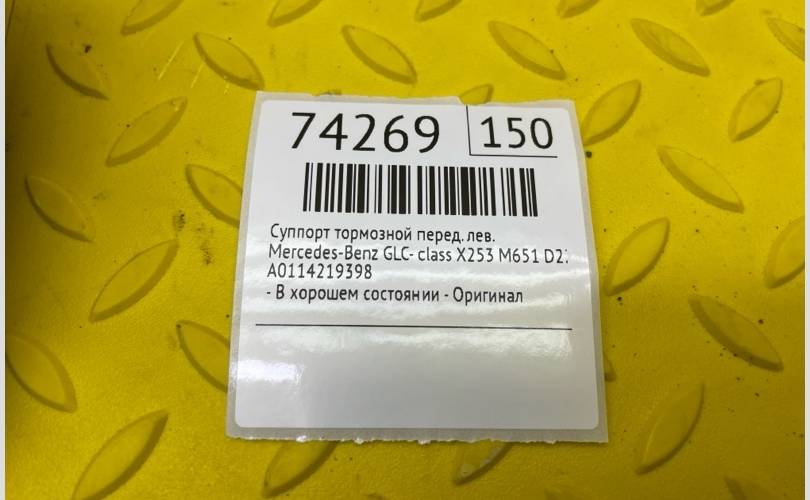 74269 150
Суппорт тормозной перед. лев.
Mercedes-Benz GLC- class X253 M651 D2
A0114219398
- В хорошем состоянии - Оригинал